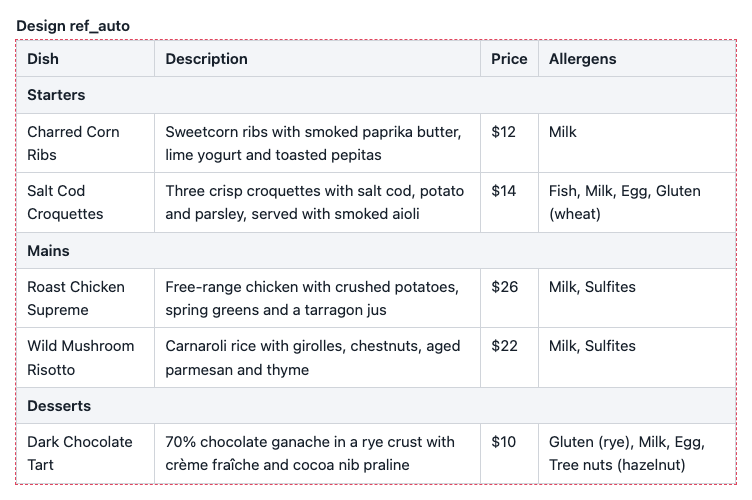 Design ref_auto
Dish Description Price Allergens
Starters
Charred Corn Ribs Sweetcorn ribs with smoked paprika butter, lime yogurt and toasted pepitas $12 Milk
Salt Cod Croquettes Three crisp croquettes with salt cod, potato and parsley, served with smoked aioli $14 Fish, Milk, Egg, Gluten (wheat)
Mains
Roast Chicken Supreme Free-range chicken with crushed potatoes, spring greens and a tarragon jus $26 Milk, Sulfites
Wild Mushroom Risotto Carnaroli rice with girolles, chestnuts, aged parmesan and thyme $22 Milk, Sulfites
Desserts
Dark Chocolate Tart 70% chocolate ganache in a rye crust with crème fraîche and cocoa nib praline $10 Gluten (rye), Milk, Egg, Tree nuts (hazelnut)